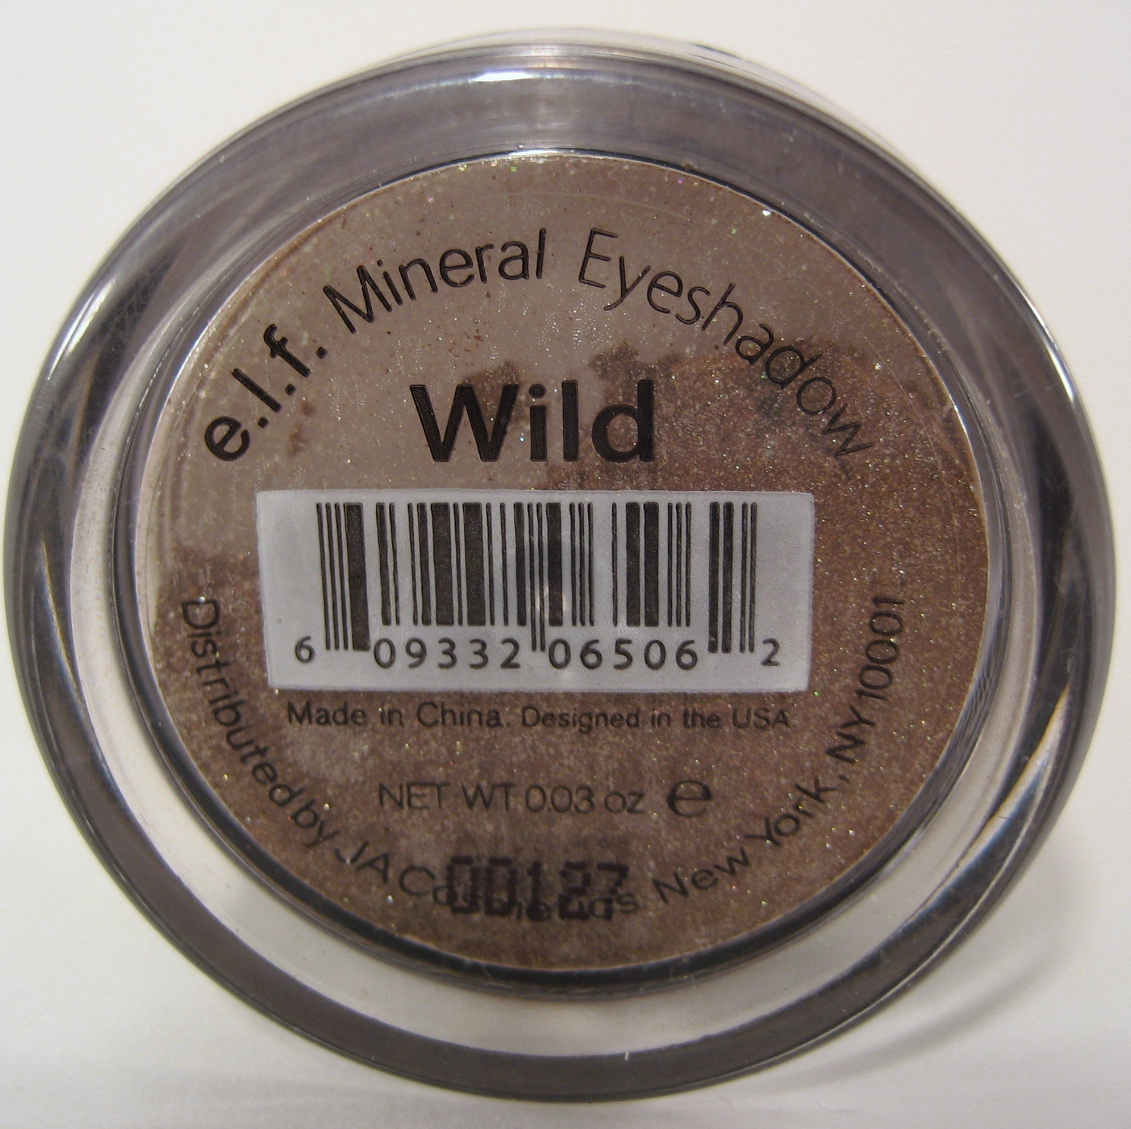 e.l.f. Mineral Eyeshadow
Wild
6 09332 06506 2
Made in China. Designed in the USA
NET WT 0.03 oz ℮
Distributed by JA Cosmetics New York, NY 10001
00127